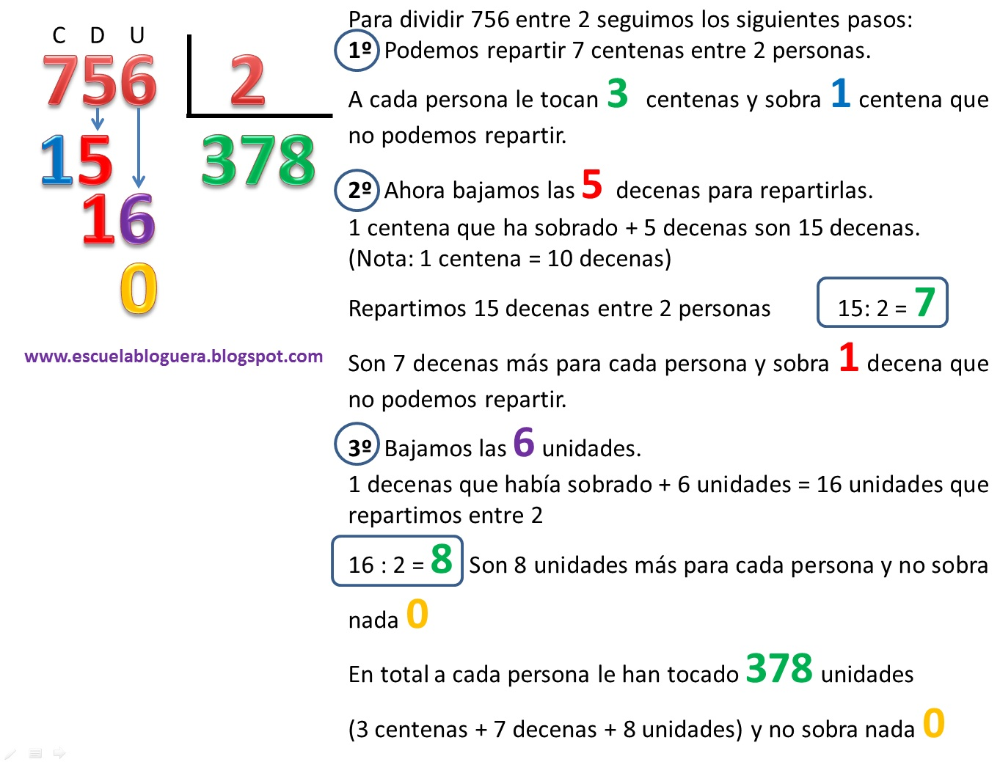 C D U
756 2
15 378
16
0
www.escuelabloguera.blogspot.com
Para dividir 756 entre 2 seguimos los siguientes pasos:
1º Podemos repartir 7 centenas entre 2 personas.
A cada persona le tocan 3 centenas y sobra 1 centena que
no podemos repartir.
2º Ahora bajamos las 5 decenas para repartirlas.
1 centena que ha sobrado + 5 decenas son 15 decenas.
(Nota: 1 centena = 10 decenas)
Repartimos 15 decenas entre 2 personas 15: 2 = 7
Son 7 decenas más para cada persona y sobra 1 decena que
no podemos repartir.
3º Bajamos las 6 unidades.
1 decenas que había sobrado + 6 unidades = 16 unidades que
repartimos entre 2
16 : 2 = 8 Son 8 unidades más para cada persona y no sobra
nada 0
En total a cada persona le han tocado 378 unidades
(3 centenas + 7 decenas + 8 unidades) y no sobra nada 0